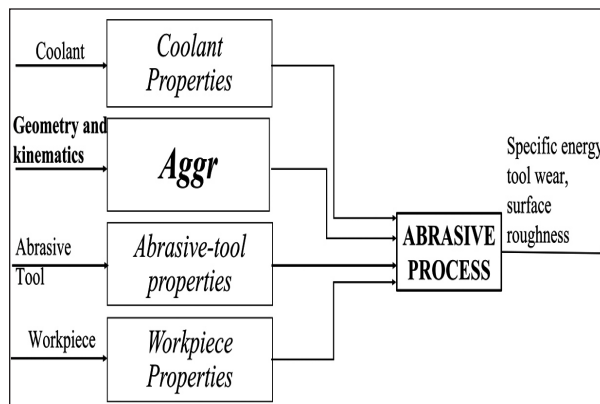 Coolant
Coolant
Properties
Geometry and
kinematics
Aggr
Abrasive
Tool
Abrasive-tool
properties
Workpiece
Workpiece
Properties
ABRASIVE
PROCESS
Specific energy
tool wear,
surface
roughness